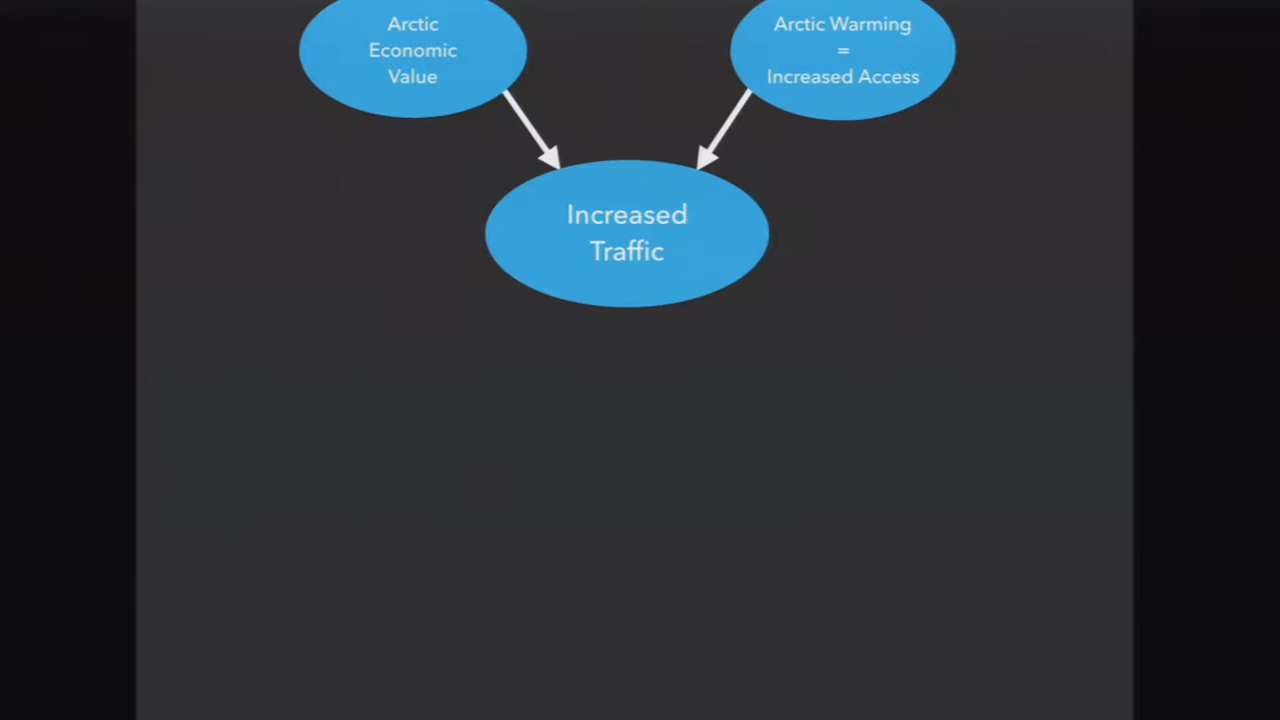 Arctic
Economic
Value
Arctic Warming
=
Increased Access
Increased
Traffic